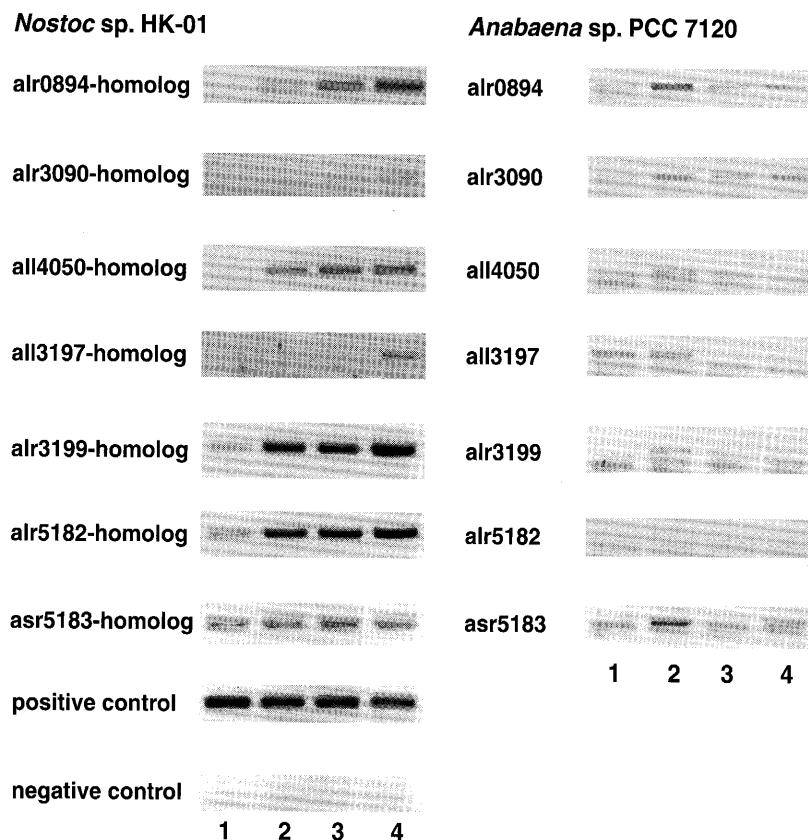 Nostoc sp. HK-01
alr0894-homolog
alr3090-homolog
all4050-homolog
all3197-homolog
alr3199-homolog
alr5182-homolog
asr5183-homolog
positive control
negative control
1 2 3 4
Anabaena sp. PCC 7120
alr0894
alr3090
all4050
all3197
alr3199
alr5182
asr5183
1 2 3 4